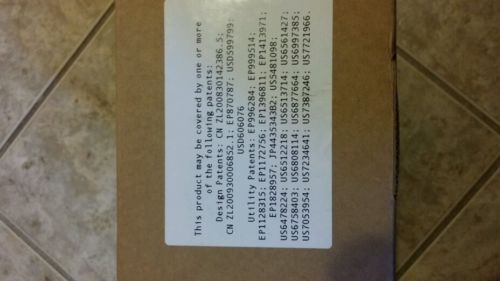 This product may be covered by one or more
of the following patents:
Design Patents: CN ZL200830142386.5;
CN ZL200930006852.1; EP870787; USD599799;
USD606076
Utility Patents: EP996284; EP999514;
EP1128315; EP1172756; EP1396811; EP1413971;
EP1828957; JP4435343B2; US5481098;
US6478224; US6512218; US6513714; US6561427;
US6758403; US6808114; US6877664; US6997385;
US7053954; US7234641; US7387246; US7721966.